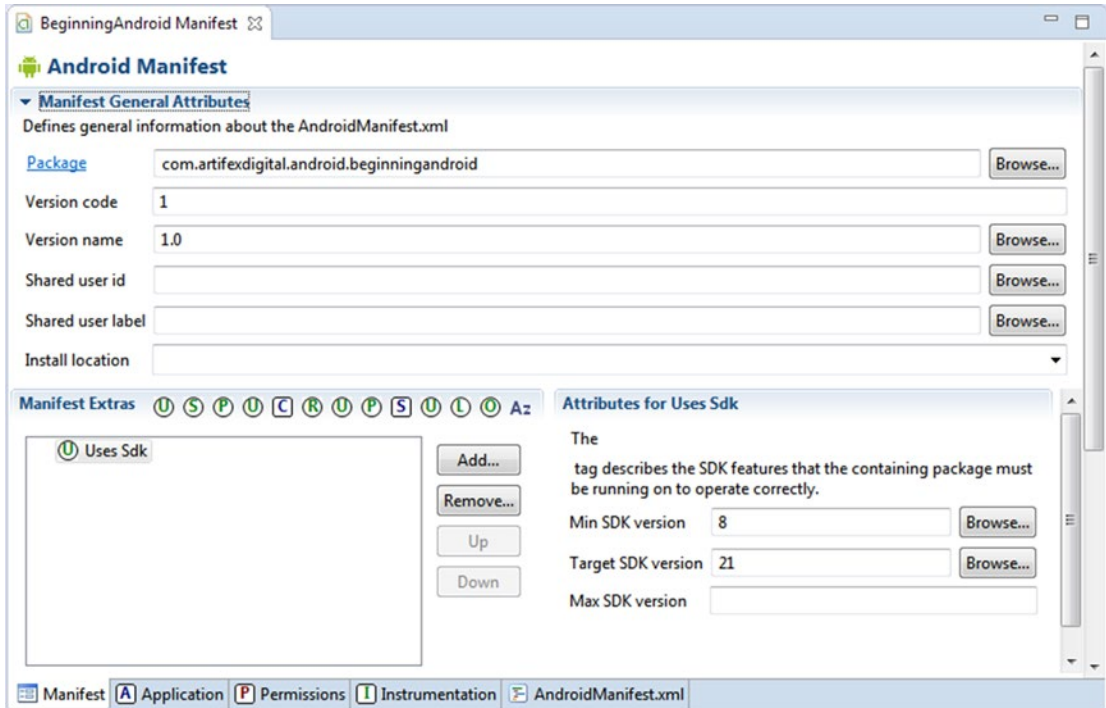 BeginningAndroid Manifest
Android Manifest
Manifest General Attributes
Defines general information about the AndroidManifest.xml
Package com.artifexdigital.android.beginningandroid Browse...
Version code 1
Version name 1.0 Browse...
Shared user id Browse...
Shared user label Browse...
Install location
Manifest Extras U S P U C R U P S U L O Az
U Uses Sdk
Add...
Remove...
Up
Down
Attributes for Uses Sdk
The
tag describes the SDK features that the containing package must
be running on to operate correctly.
Min SDK version 8 Browse...
Target SDK version 21 Browse...
Max SDK version
Manifest A Application P Permissions I Instrumentation AndroidManifest.xml